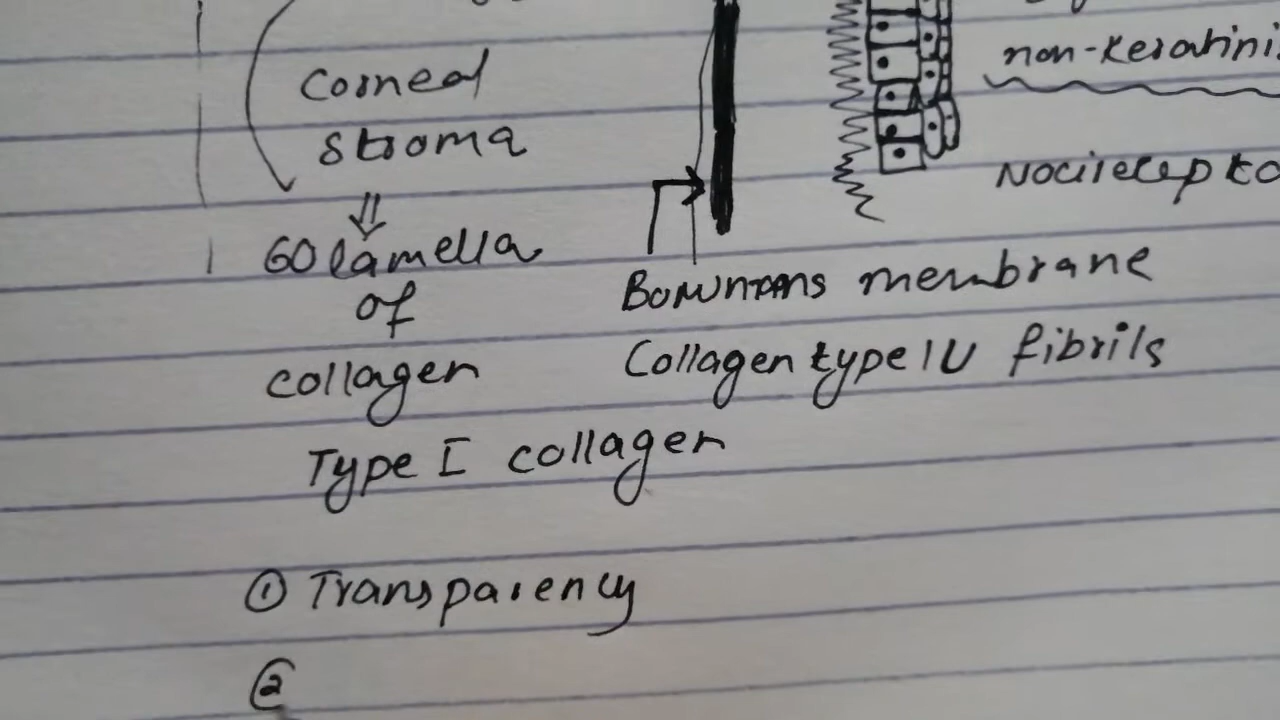 Corneal
stroma
60 lamella
of
collagen
Type I collagen
① Transparency
②
Bowmans membrane
Collagen type IV fibrils
non-keratini
Nocirecepto